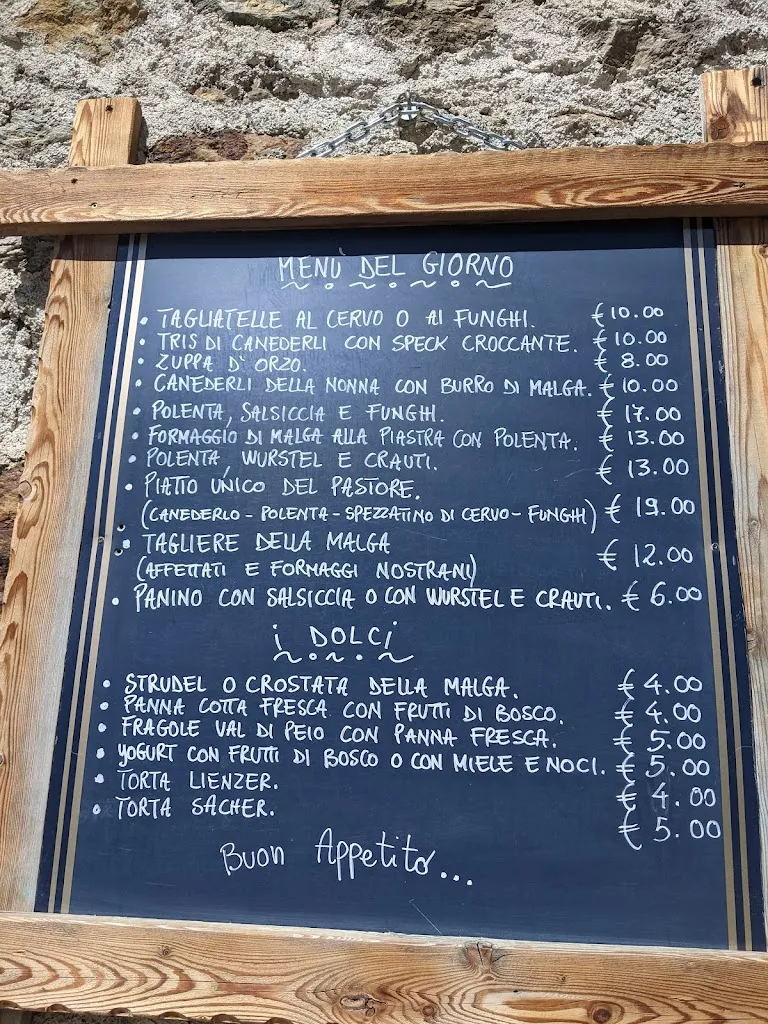 MENÙ DEL GIORNO
• TAGLIATELLE AL CERVO O AI FUNGHI. € 10.00
• TRIS DI CANEDERLI CON SPECK CROCCANTE. € 10.00
• ZUPPA D'ORZO. € 8.00
• CANEDERLI DELLA NONNA CON BURRO DI MALGA. € 10.00
• POLENTA, SALSICCIA E FUNGHI. € 17.00
• FORMAGGIO DI MALGA ALLA PIASTRA CON POLENTA. € 13.00
• POLENTA, WURSTEL E CRAUTI. € 13.00
• PIATTO UNICO DEL PASTORE.
(CANEDERLO - POLENTA - SPEZZATINO DI CERVO - FUNGHI) € 19.00
• TAGLIERE DELLA MALGA € 12.00
(AFFETTATI E FORMAGGI NOSTRANI)
• PANINO CON SALSICCIA O CON WURSTEL E CRAUTI. € 6.00
i DOLCi
• STRUDEL O CROSTATA DELLA MALGA. € 4.00
• PANNA COTTA FRESCA CON FRUTTI DI BOSCO. € 4.00
• FRAGOLE VAL DI PEIO CON PANNA FRESCA. € 5.00
• YOGURT CON FRUTTI DI BOSCO O CON MIELE E NOCI. € 5.00
• TORTA LIENZER. € 4.00
• TORTA SACHER. € 5.00
Buon Appetito...